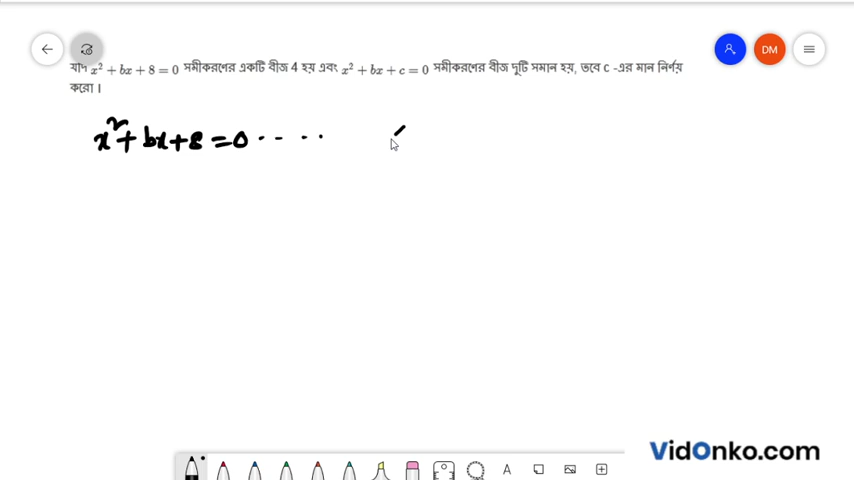 যদি x² + bx + 8 = 0 সমীকরণের একটি বীজ 4 হয় এবং x² + bx + c = 0 সমীকরণের বীজ দুটি সমান হয়, তবে c -এর মান নির্ণয়
করো ।
DM
x² + bx + 8 = 0 .. -- ....
A
VidOnko.com